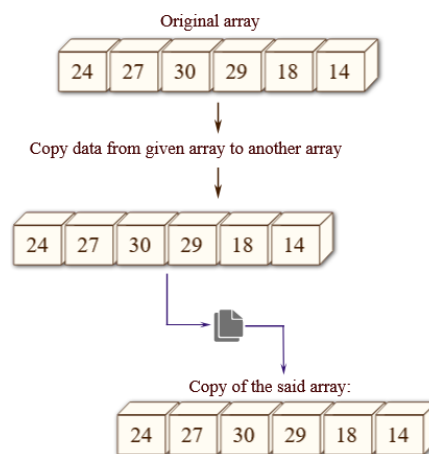 Original array
24 27 30 29 18 14
Copy data from given array to another array
24 27 30 29 18 14
Copy of the said array:
24 27 30 29 18 14